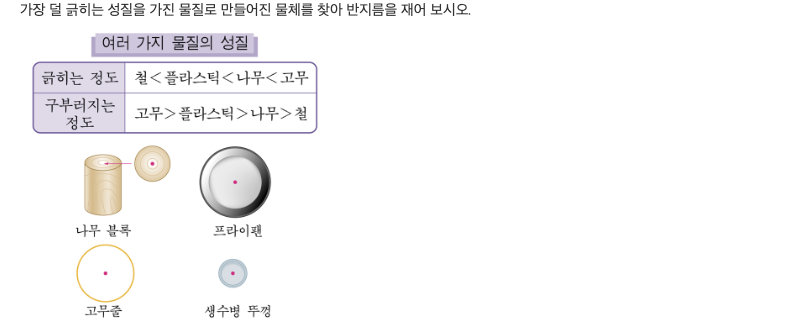 가장 덜 긁히는 성질을 가진 물질로 만들어진 물체를 찾아 반지름을 재어 보시오.
여러 가지 물질의 성질
긁히는 정도 철<플라스틱<나무<고무
구부러지는 정도 고무>플라스틱>나무>철
나무 블록 프라이팬
고무줄 생수병 뚜껑